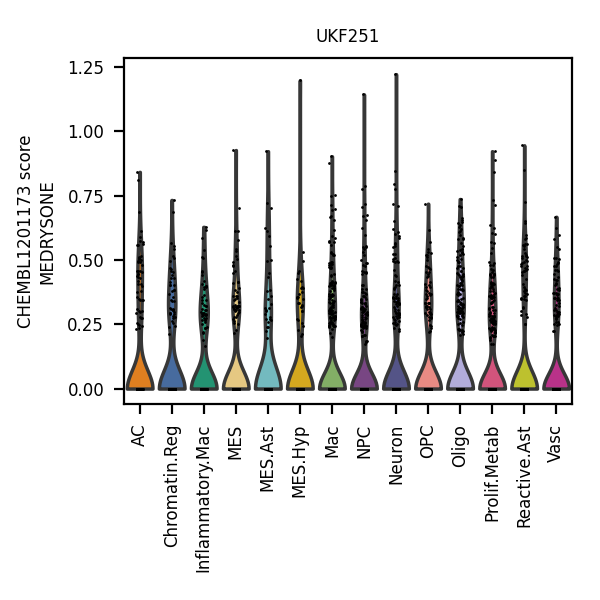 UKF251
CHEMBL1201173 score
MEDRYSONE
1.25
1.00
0.75
0.50
0.25
0.00
AC
Chromatin.Reg
Inflammatory.Mac
MES
MES.Ast
MES.Hyp
Mac
NPC
Neuron
OPC
Oligo
Prolif.Metab
Reactive.Ast
Vasc